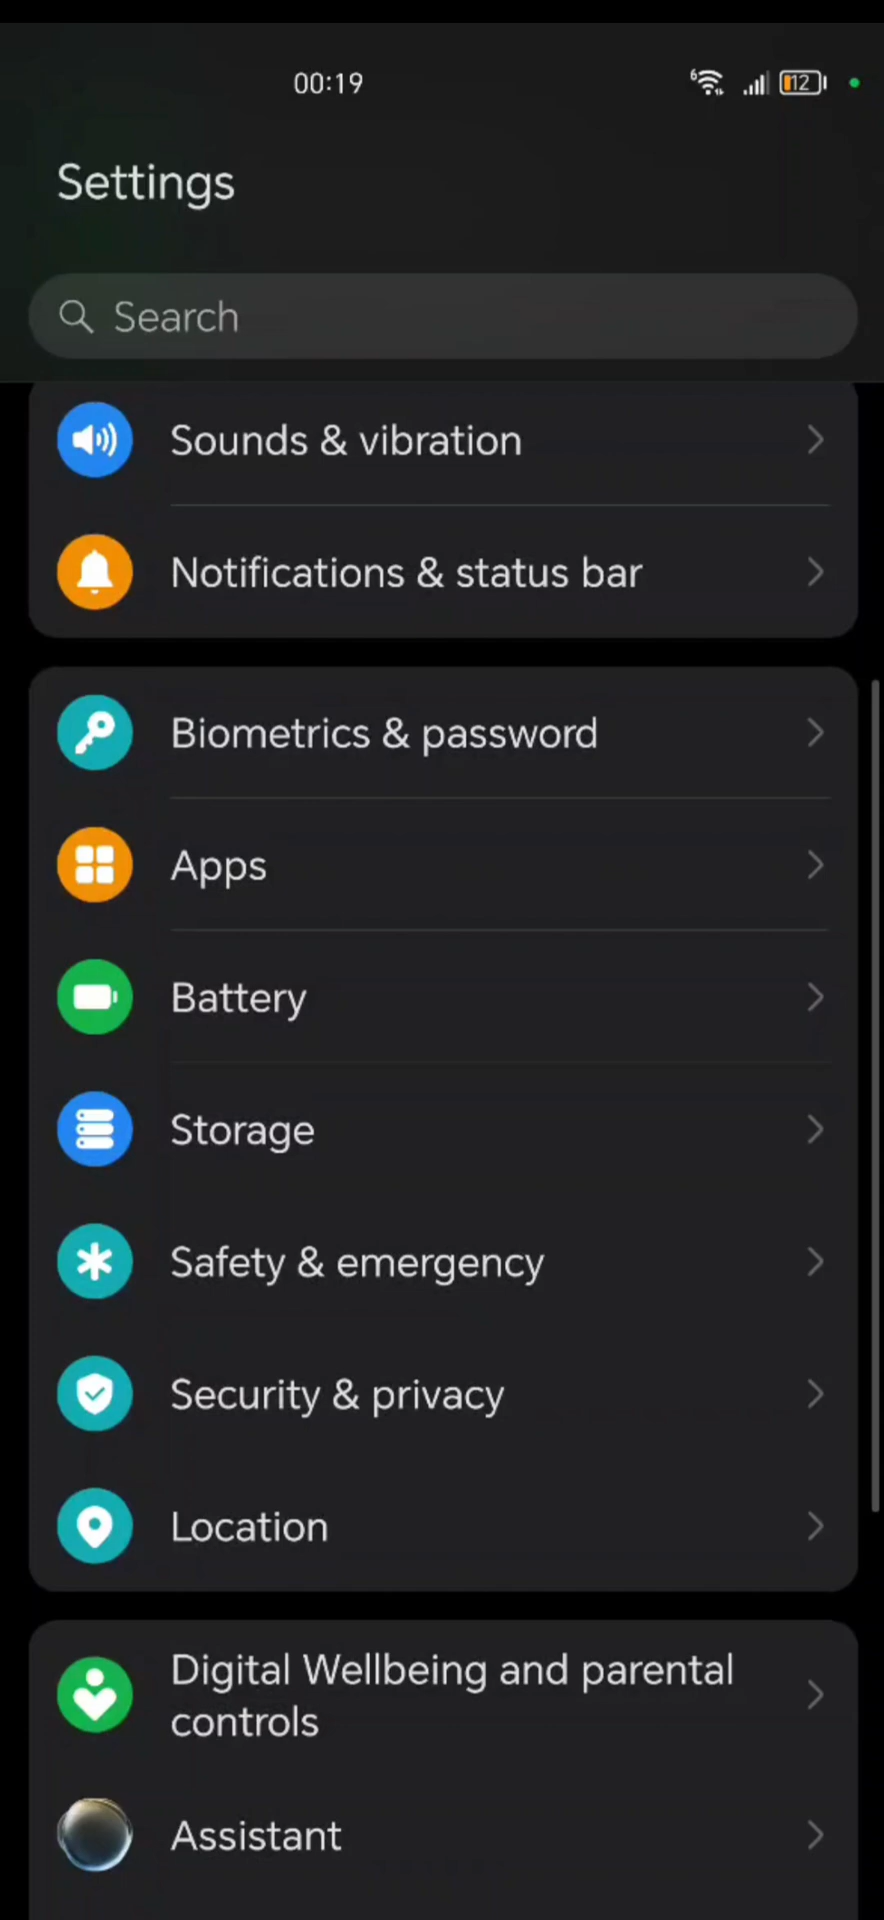 00:19
6
12
Settings
Search
Sounds & vibration
Notifications & status bar
Biometrics & password
Apps
Battery
Storage
Safety & emergency
Security & privacy
Location
Digital Wellbeing and parental
controls
Assistant